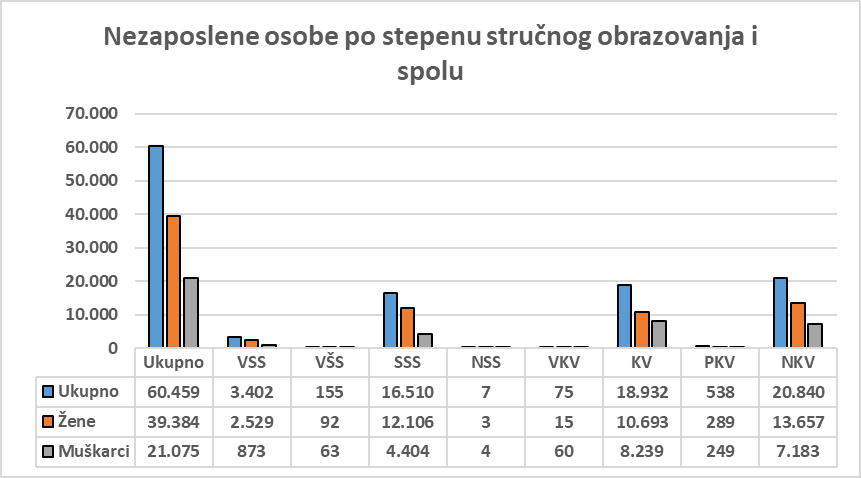 Nezaposlene osobe po stepenu stručnog obrazovanja i
spolu
70.000
60.000
50.000
40.000
30.000
20.000
10.000
0
Ukupno VSS VŠS SSS NSS VKV KV PKV NKV
Ukupno 60.459 3.402 155 16.510 7 75 18.932 538 20.840
Žene 39.384 2.529 92 12.106 3 15 10.693 289 13.657
Muškarci 21.075 873 63 4.404 4 60 8.239 249 7.183